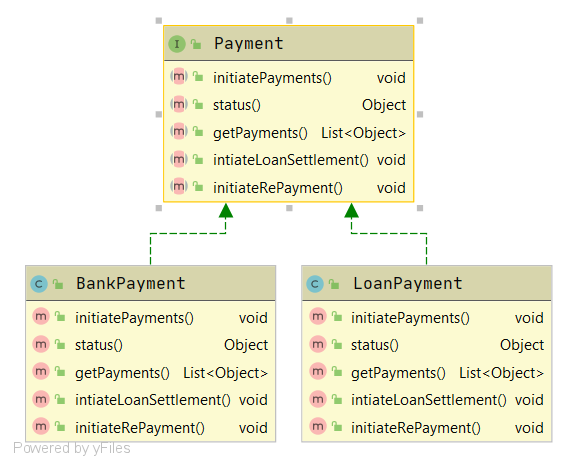 I Payment
m initiatePayments() void
m status() Object
m getPayments() List<Object>
m intiateLoanSettlement() void
m initiateRePayment() void
C BankPayment
m initiatePayments() void
m status() Object
m getPayments() List<Object>
m intiateLoanSettlement() void
m initiateRePayment() void
C LoanPayment
m initiatePayments() void
m status() Object
m getPayments() List<Object>
m intiateLoanSettlement() void
m initiateRePayment() void
Powered by yFiles